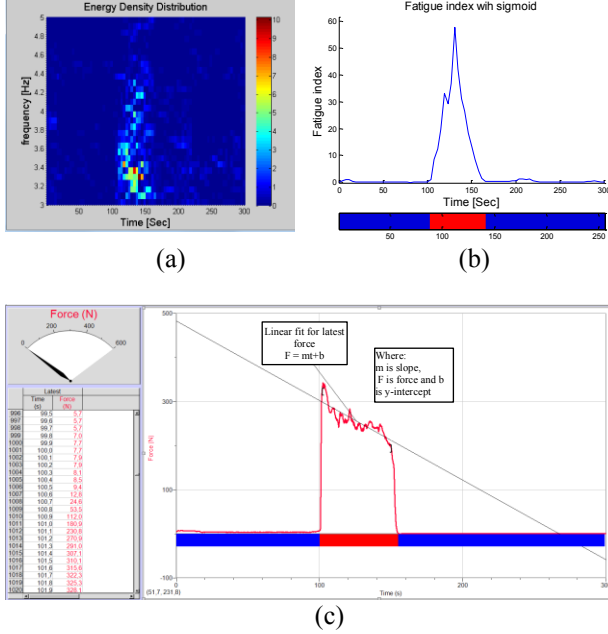 Energy Density Distribution
5
4.8
4.6
4.4
4.2
4
3.8
3.6
3.4
3.2
3
frequency [Hz]
0 50 100 150 200 250 300
Time [Sec]
10
9
8
7
6
5
4
3
2
1
0
(a)
Fatigue index wih sigmoid
60
50
40
30
20
10
0
Fatigue index
0 50 100 150 200 250 300
Time [Sec]
50 100 150 200 250
(b)
Force (N)
0 200 400 600
Latest
Time Force
(s) (N)
996 99.5 5.7
997 99.6 5.7
998 99.7 5.7
999 99.8 7.0
1000 99.9 7.7
1001 100.0 7.7
1002 100.1 7.9
1003 100.2 7.9
1004 100.3 8.1
1005 100.4 8.5
1006 100.5 9.4
1007 100.6 12.6
1008 100.7 24.6
1009 100.8 53.5
1010 100.9 112.0
1011 101.0 180.9
1012 101.1 230.8
1013 101.2 270.9
1014 101.3 291.0
1015 101.4 307.1
1016 101.5 310.1
1017 101.6 315.6
1018 101.7 322.3
1019 101.8 325.3
1020 101.9 328.1
500
300
100
Force (N)
Linear fit for latest
force
F = mt+b
Where:
m is slope,
F is force and b
is y-intercept
0 100 200 300
Time (s)
(51.7, 231.8)
(c)